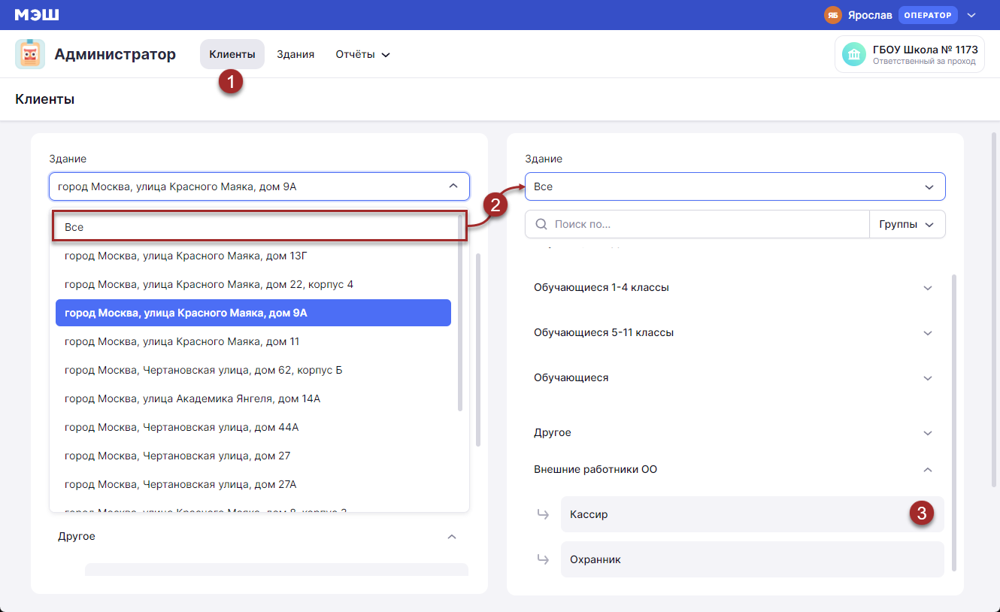 МЭШ
ЯБ Ярослав ОПЕРАТОР
Администратор Клиенты Здания Отчёты
ГБОУ Школа № 1173
Ответственный за проход
1
Клиенты
Здание
город Москва, улица Красного Маяка, дом 9А
Все
город Москва, улица Красного Маяка, дом 13Г
город Москва, улица Красного Маяка, дом 22, корпус 4
город Москва, улица Красного Маяка, дом 9А
город Москва, улица Красного Маяка, дом 11
город Москва, Чертановская улица, дом 62, корпус Б
город Москва, улица Академика Янгеля, дом 14А
город Москва, Чертановская улица, дом 44А
город Москва, Чертановская улица, дом 27
город Москва, Чертановская улица, дом 27А
Другое
2
Здание
Все
Поиск по... Группы
Обучающиеся 1-4 классы
Обучающиеся 5-11 классы
Обучающиеся
Другое
Внешние работники ОО
Кассир 3
Охранник